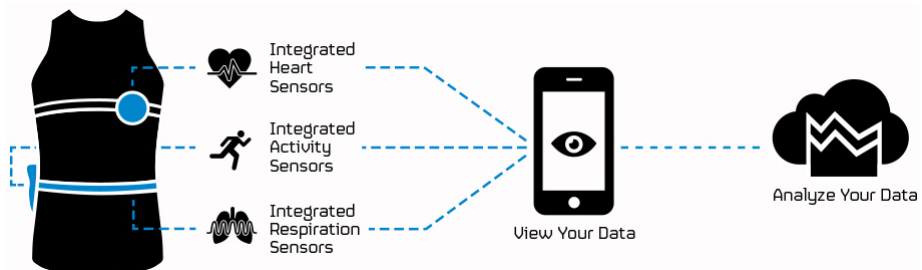 Integrated
Heart
Sensors
Integrated
Activity
Sensors
Integrated
Respiration
Sensors
View Your Data
Analyze Your Data